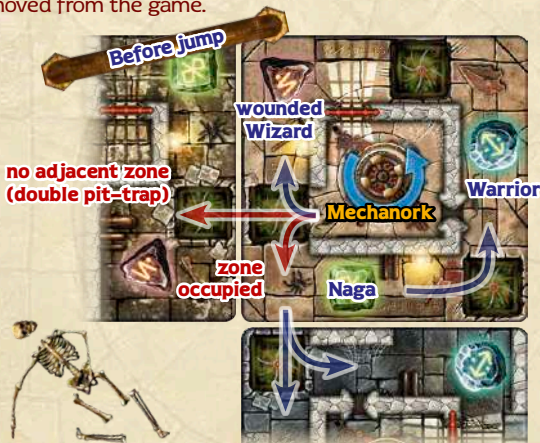 moved from the game.
Before jump
wounded
Wizard
no adjacent zone
(double pit-trap)
Warrior
Mechanork
zone
occupied
Naga